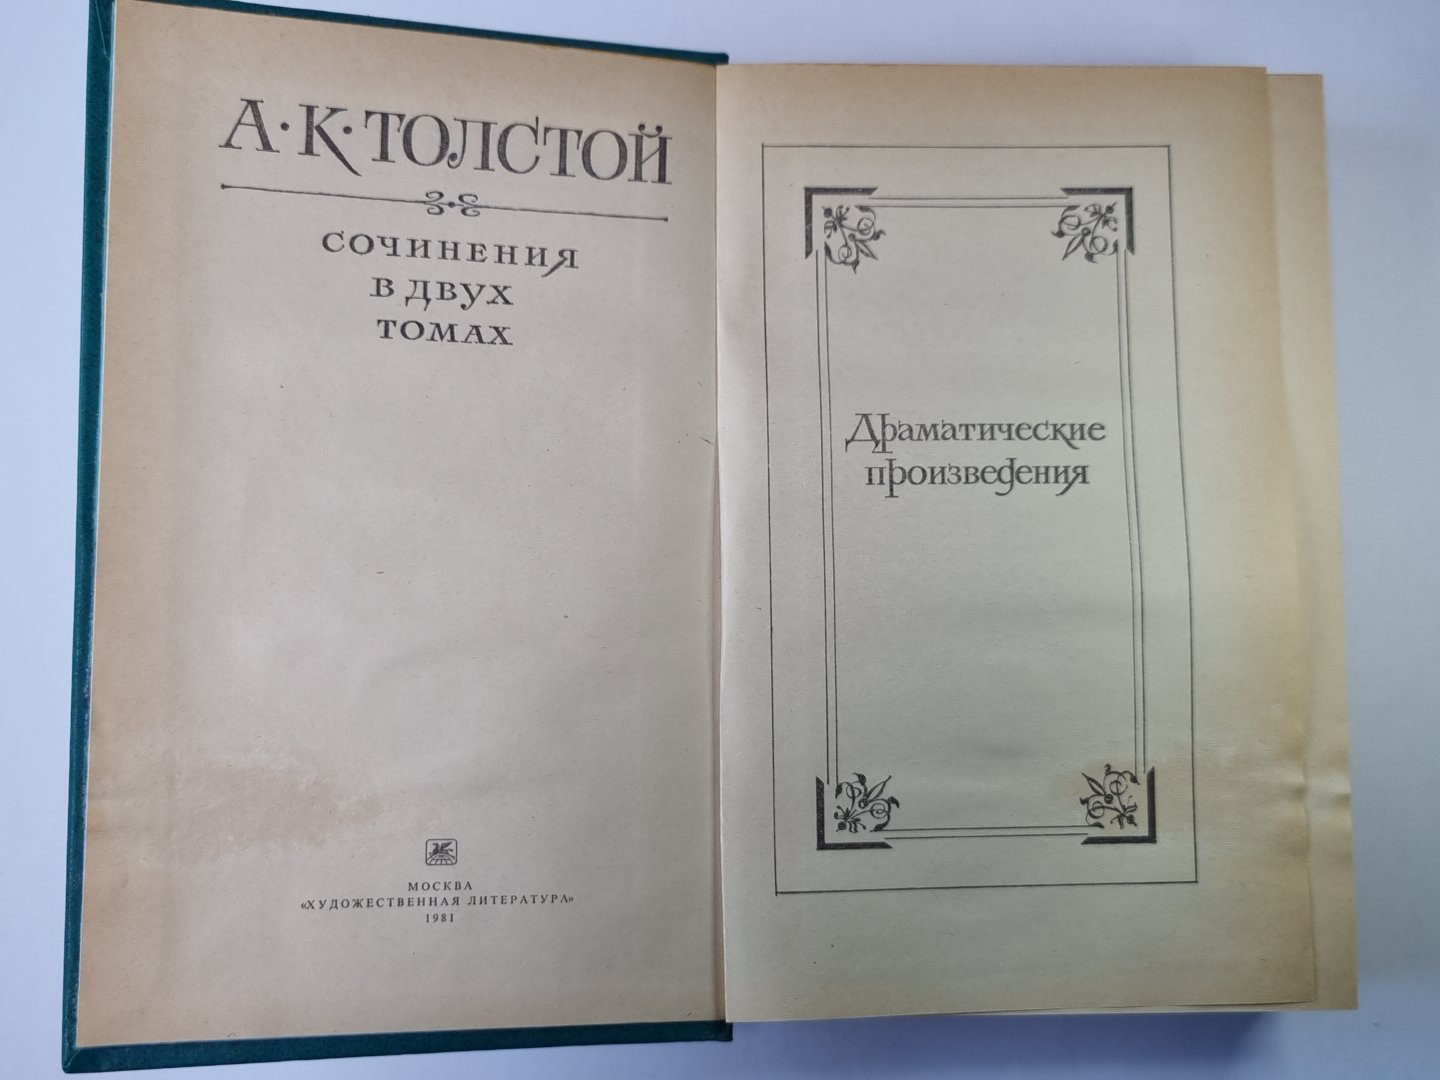 А·К·ТОЛСТОЙ
СОЧИНЕНИЯ
В ДВУХ
ТОМАХ
МОСКВА
«ХУДОЖЕСТВЕННАЯ ЛИТЕРАТУРА»
1981
Драматические
произведения